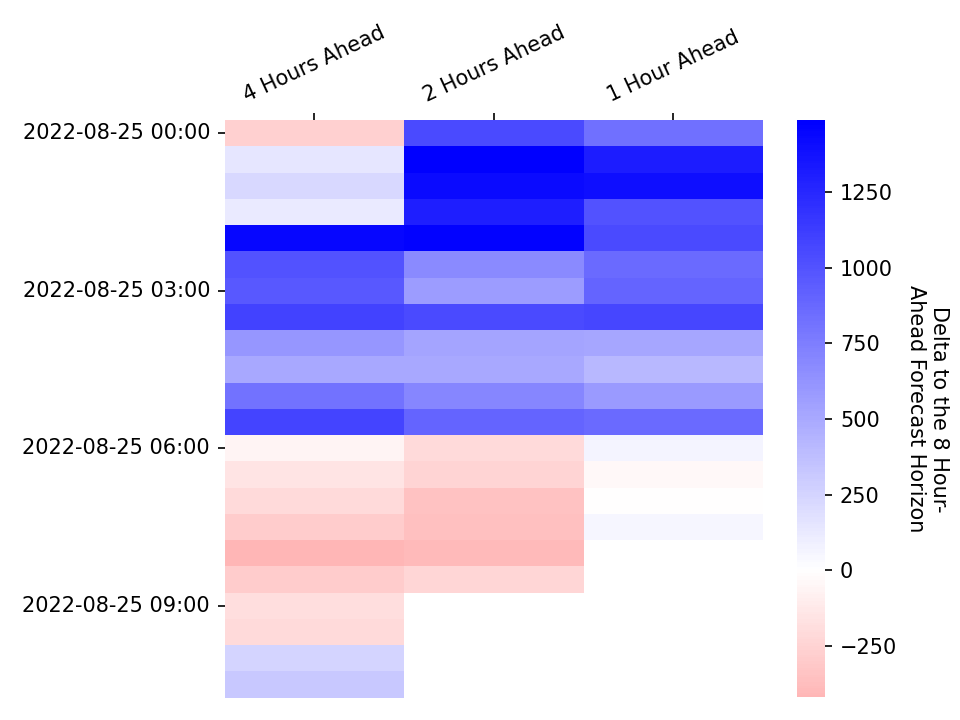 4 Hours Ahead
2 Hours Ahead
1 Hour Ahead
2022-08-25 00:00
2022-08-25 03:00
2022-08-25 06:00
2022-08-25 09:00
1250
1000
750
500
250
0
−250
Delta to the 8 Hour-
Ahead Forecast Horizon